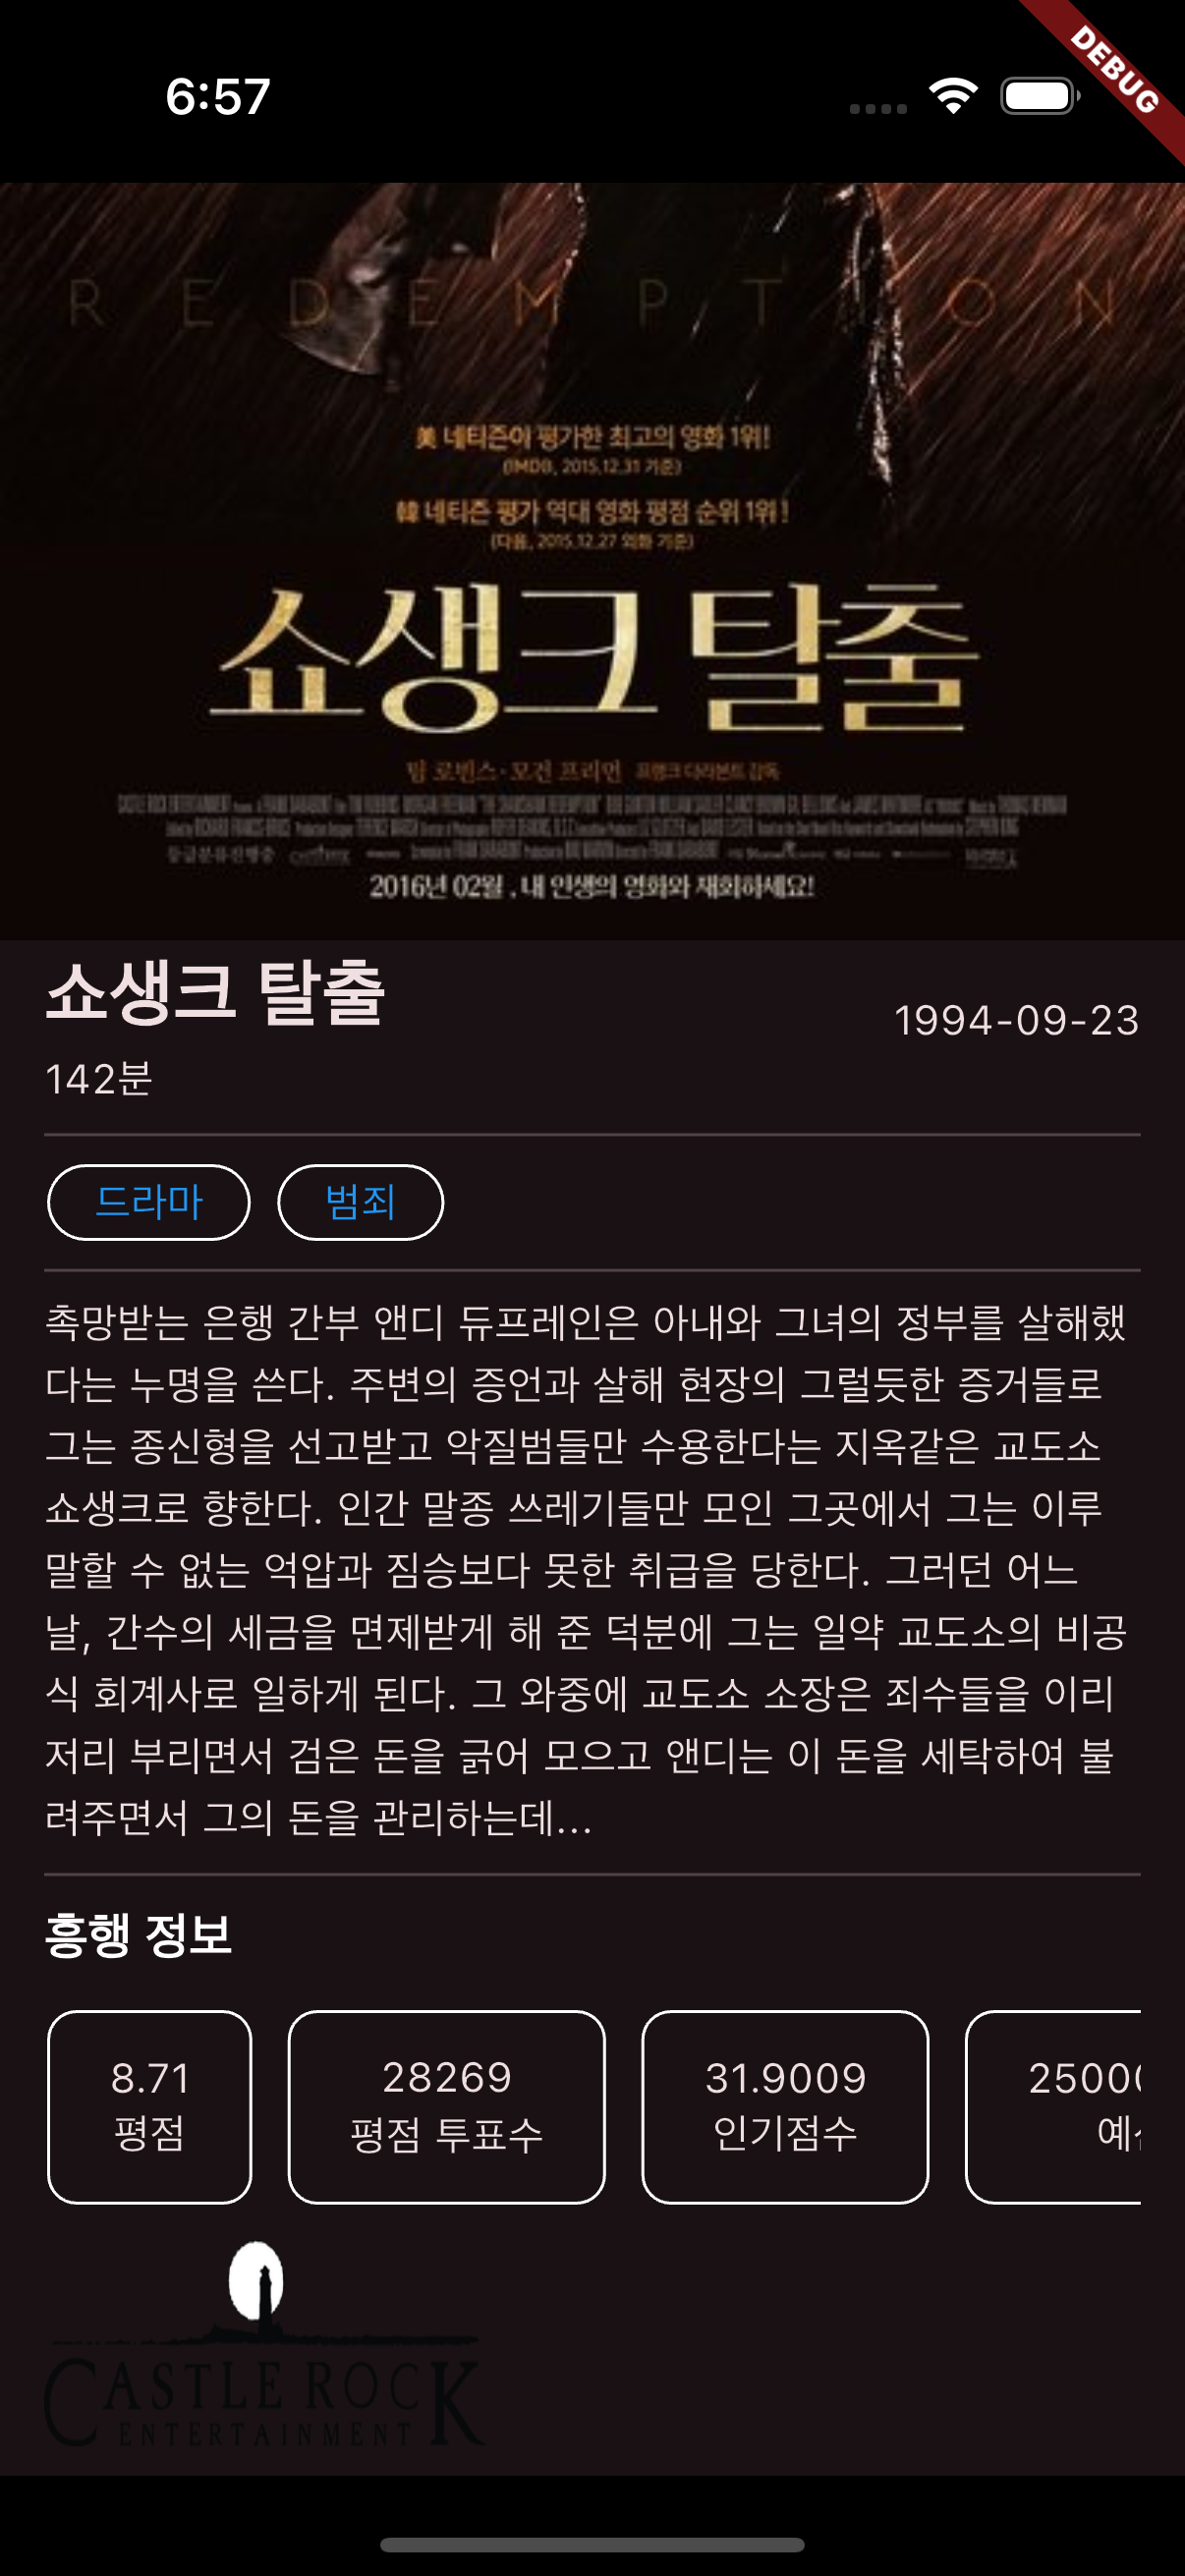 6:57
DEBUG
REDEMPTION
美 네티즌이 평가한 최고의 영화 1위!
(IMDB, 2015.12.31 기준)
韓 네티즌 평가 역대 영화 평점 순위 1위!
(다음, 2015.12.27 외화 기준)
쇼생크 탈출
팀 로빈스·모건 프리먼 프랭크 다라본트 감독
2016년 02월, 내 인생의 영화와 재회하세요!
쇼생크 탈출
1994-09-23
142분
드라마
범죄
촉망받는 은행 간부 앤디 듀프레인은 아내와 그녀의 정부를 살해했
다는 누명을 쓴다. 주변의 증언과 살해 현장의 그럴듯한 증거들로
그는 종신형을 선고받고 악질범들만 수용한다는 지옥같은 교도소
쇼생크로 향한다. 인간 말종 쓰레기들만 모인 그곳에서 그는 이루
말할 수 없는 억압과 짐승보다 못한 취급을 당한다. 그러던 어느
날, 간수의 세금을 면제받게 해 준 덕분에 그는 일약 교도소의 비공
식 회계사로 일하게 된다. 그 와중에 교도소 소장은 죄수들을 이리
저리 부리면서 검은 돈을 긁어 모으고 앤디는 이 돈을 세탁하여 불
려주면서 그의 돈을 관리하는데...
흥행 정보
8.71
평점
28269
평점 투표수
31.9009
인기점수
2500
CASTLE ROCK
ENTERTAINMENT